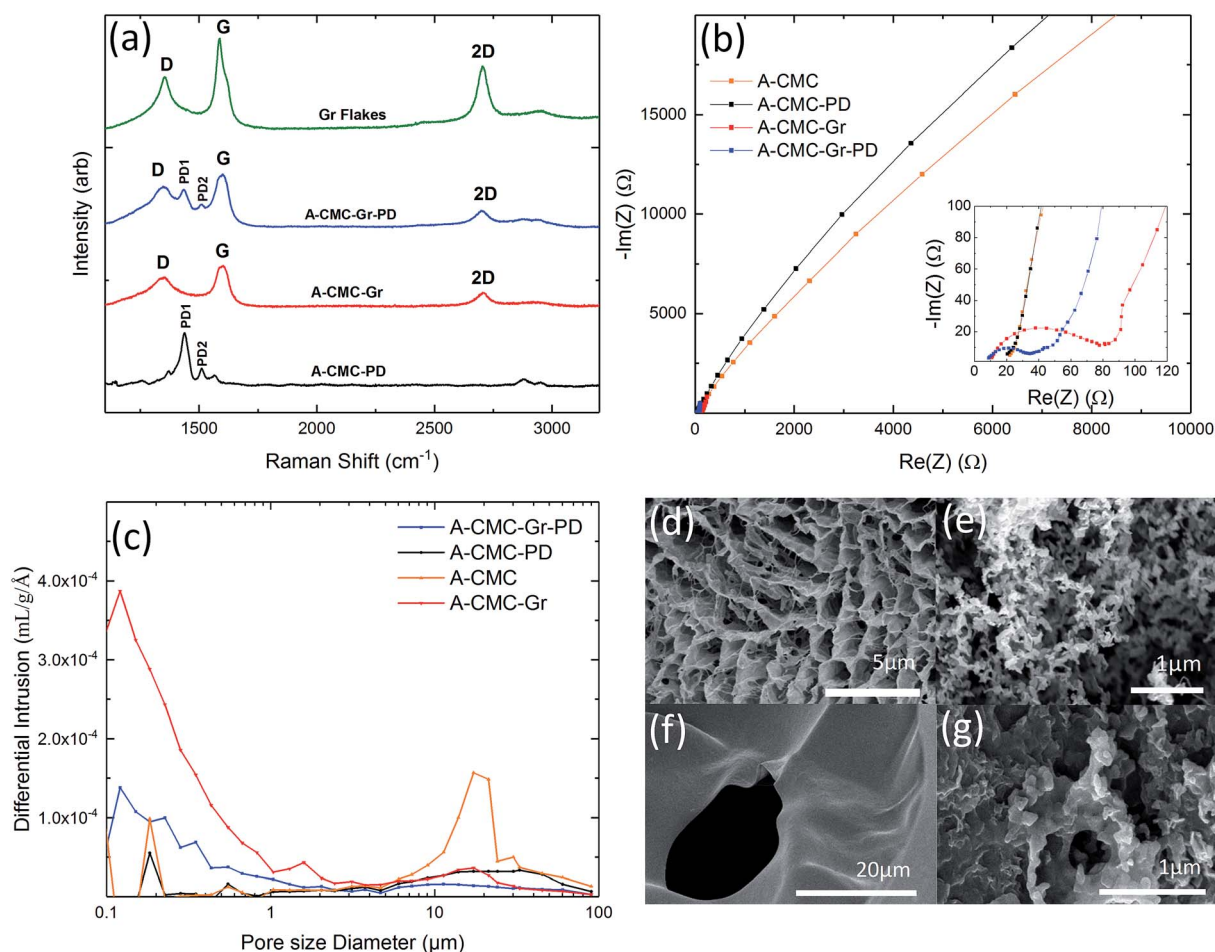 (a)
D
G
2D
Gr Flakes
D
PD1
PD2
G
2D
A-CMC-Gr-PD
D
G
2D
A-CMC-Gr
PD1
PD2
A-CMC-PD
Intensity (arb)
1500 2000 2500 3000
Raman Shift (cm⁻¹)
(b)
A-CMC
A-CMC-PD
A-CMC-Gr
A-CMC-Gr-PD
-Im(Z) (Ω)
15000
10000
5000
0 2000 4000 6000 8000 10000
Re(Z) (Ω)
-Im(Z) (Ω)
100
80
60
40
20
0 20 40 60 80 100 120
Re(Z) (Ω)
(c)
A-CMC-Gr-PD
A-CMC-PD
A-CMC
A-CMC-Gr
Differential Intrusion (mL/g/Å)
4.0x10⁻⁴
3.0x10⁻⁴
2.0x10⁻⁴
1.0x10⁻⁴
0.1 1 10 100
Pore size Diameter (µm)
(d)
5µm
(e)
1µm
(f)
20µm
(g)
1µm